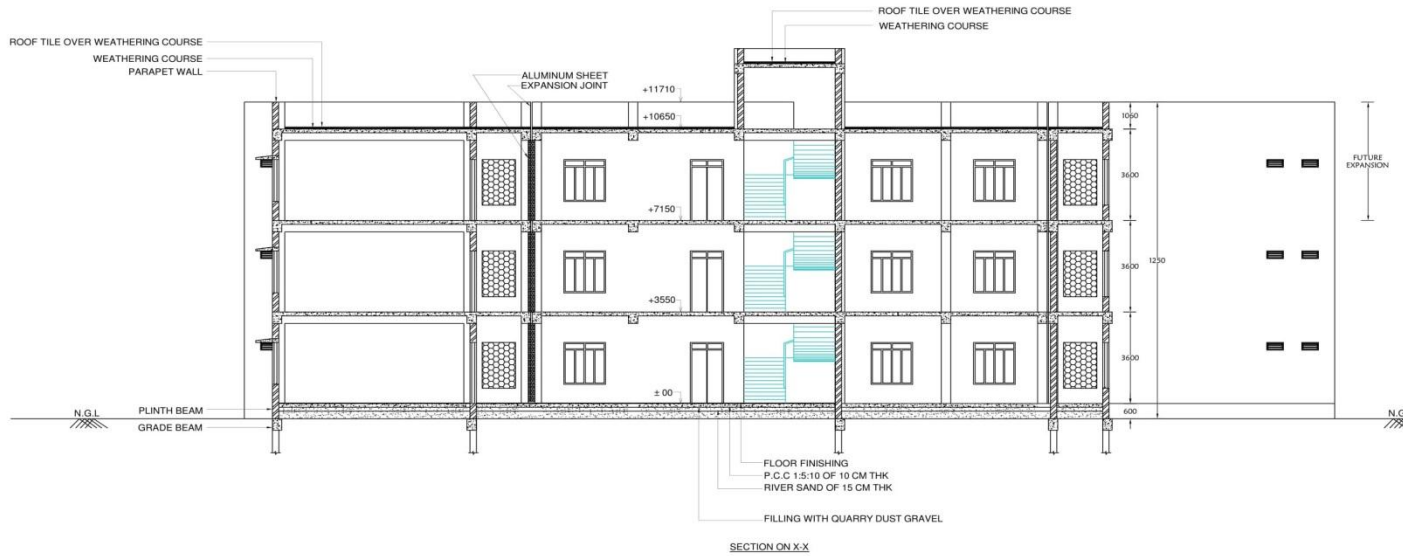 ROOF TILE OVER WEATHERING COURSE
WEATHERING COURSE
ROOF TILE OVER WEATHERING COURSE
WEATHERING COURSE
PARAPET WALL
ALUMINUM SHEET
EXPANSION JOINT
+11710
+10650
1060
3600
FUTURE
EXPANSION
+7150
3600
1250
+3550
3600
± 00
N.G.L
PLINTH BEAM
GRADE BEAM
600
N.G
FLOOR FINISHING
P.C.C 1:5:10 OF 10 CM THK
RIVER SAND OF 15 CM THK
FILLING WITH QUARRY DUST GRAVEL
SECTION ON X-X